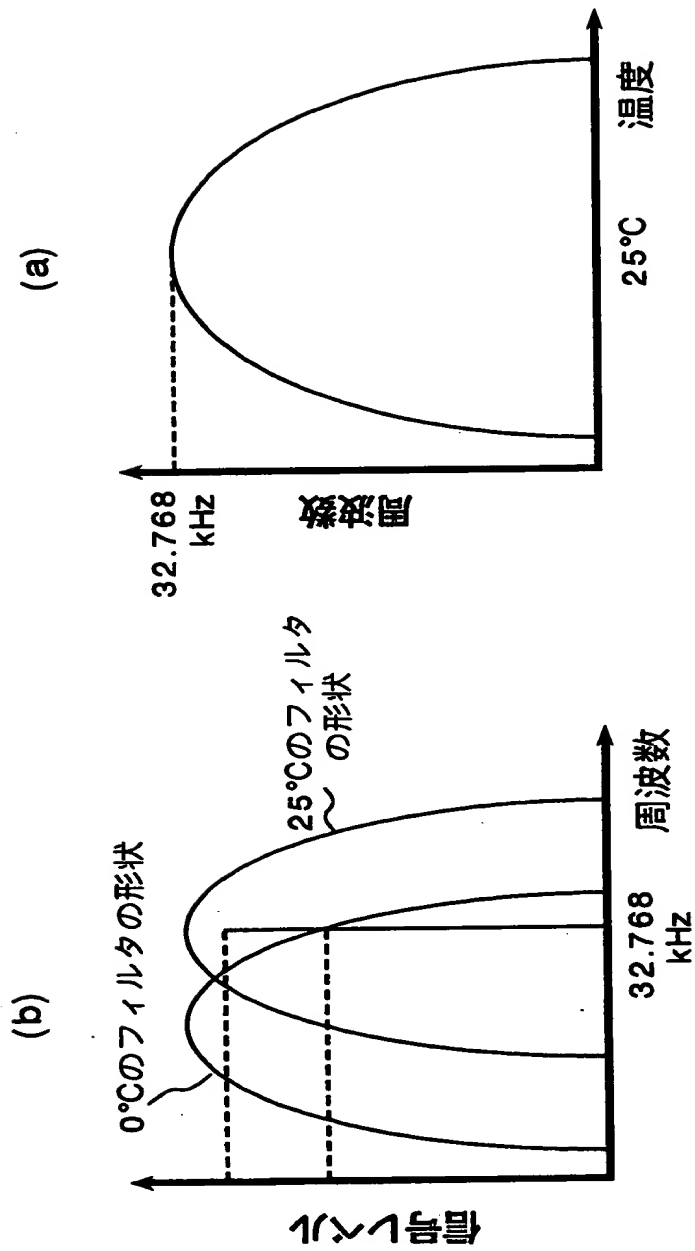 (a)
32.768
kHz
周波数
25°C
温度
(b)
0°Cのフィルタの形状
25°Cのフィルタ
の形状
信号レベル
32.768
kHz
周波数